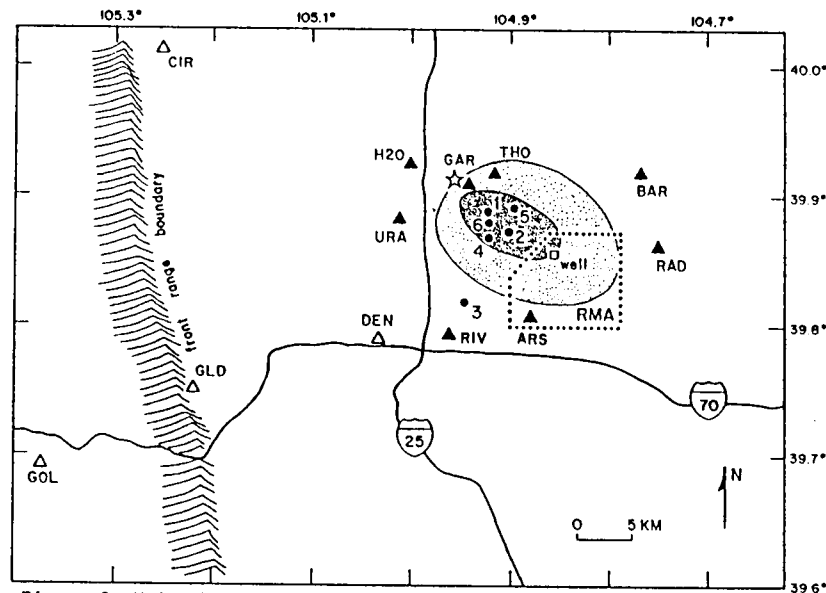 105.3° 105.1° 104.9° 104.7°
40.0°
CIR
H2O
GAR
THO
BAR
39.9°
1
5
6
2
4
URA
well
RAD
front range boundary
3
RMA
DEN
RIV
ARS
39.8°
GLD
70
25
39.7°
GOL
N
0 5 KM
39.6°